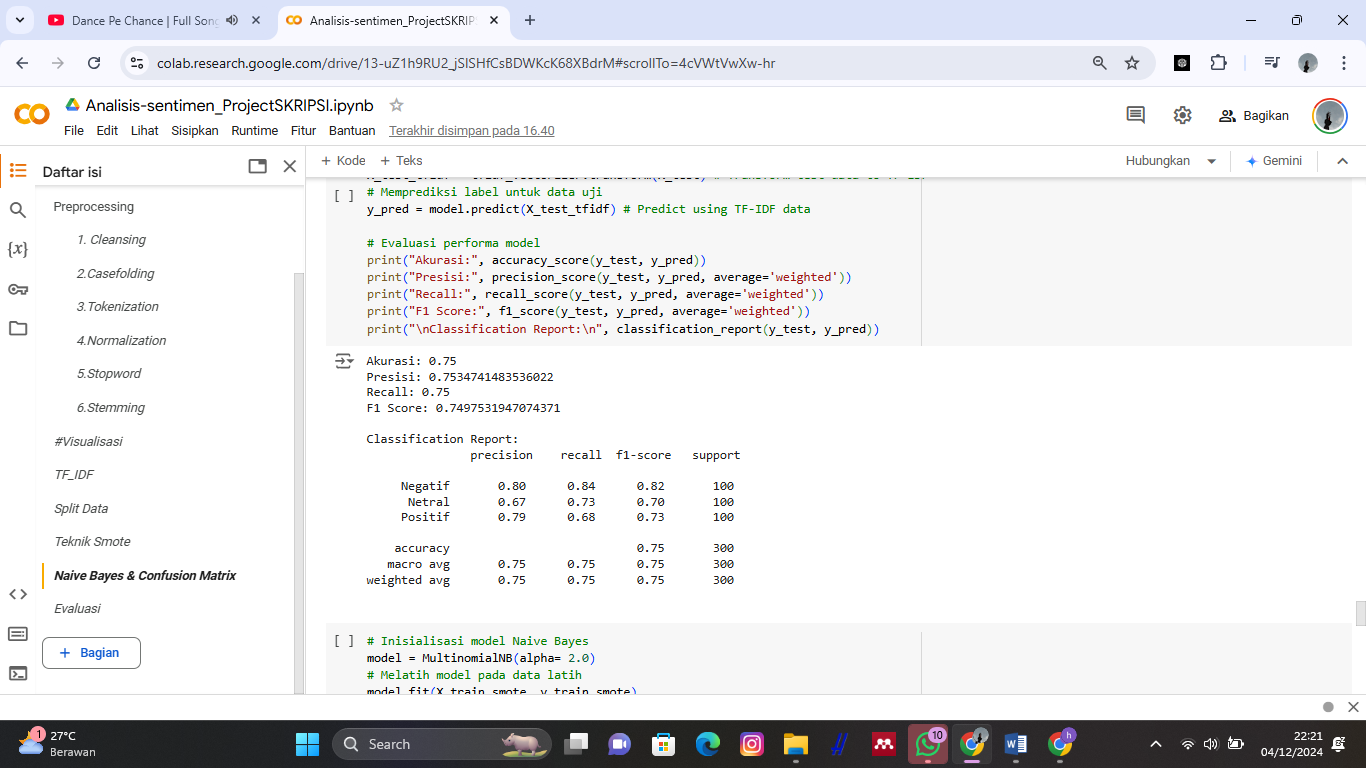 Dance Pe Chance | Full Song
Analisis-sentimen_ProjectSKRIPS
colab.research.google.com/drive/13-uZ1h9RU2_jSISHfCsBDWKcK68XBdrM#scrollTo=4cVWtVwXw-hr
Analisis-sentimen_ProjectSKRIPSI.ipynb
File Edit Lihat Sisipkan Runtime Fitur Bantuan Terakhir disimpan pada 16.40
Bagikan
Daftar isi
+ Kode + Teks
Hubungkan
Gemini
Preprocessing
1. Cleansing
2.Casefolding
3.Tokenization
4.Normalization
5.Stopword
6.Stemming
#Visualisasi
TF_IDF
Split Data
Teknik Smote
Naive Bayes & Confusion Matrix
Evaluasi
+ Bagian
[ ] # Memprediksi label untuk data uji
y_pred = model.predict(X_test_tfidf) # Predict using TF-IDF data
# Evaluasi performa model
print("Akurasi:", accuracy_score(y_test, y_pred))
print("Presisi:", precision_score(y_test, y_pred, average='weighted'))
print("Recall:", recall_score(y_test, y_pred, average='weighted'))
print("F1 Score:", f1_score(y_test, y_pred, average='weighted'))
print("\nClassification Report:\n", classification_report(y_test, y_pred))
Akurasi: 0.75
Presisi: 0.7534741483536022
Recall: 0.75
F1 Score: 0.7497531947074371
Classification Report:
precision recall f1-score support
Negatif 0.80 0.84 0.82 100
Netral 0.67 0.73 0.70 100
Positif 0.79 0.68 0.73 100
accuracy 0.75 300
macro avg 0.75 0.75 0.75 300
weighted avg 0.75 0.75 0.75 300
[ ] # Inisialisasi model Naive Bayes
model = MultinomialNB(alpha= 2.0)
# Melatih model pada data latih
model.fit(X_train_smote, y_train_smote)
1
27°C
Berawan
Search
10
h
22:21
04/12/2024